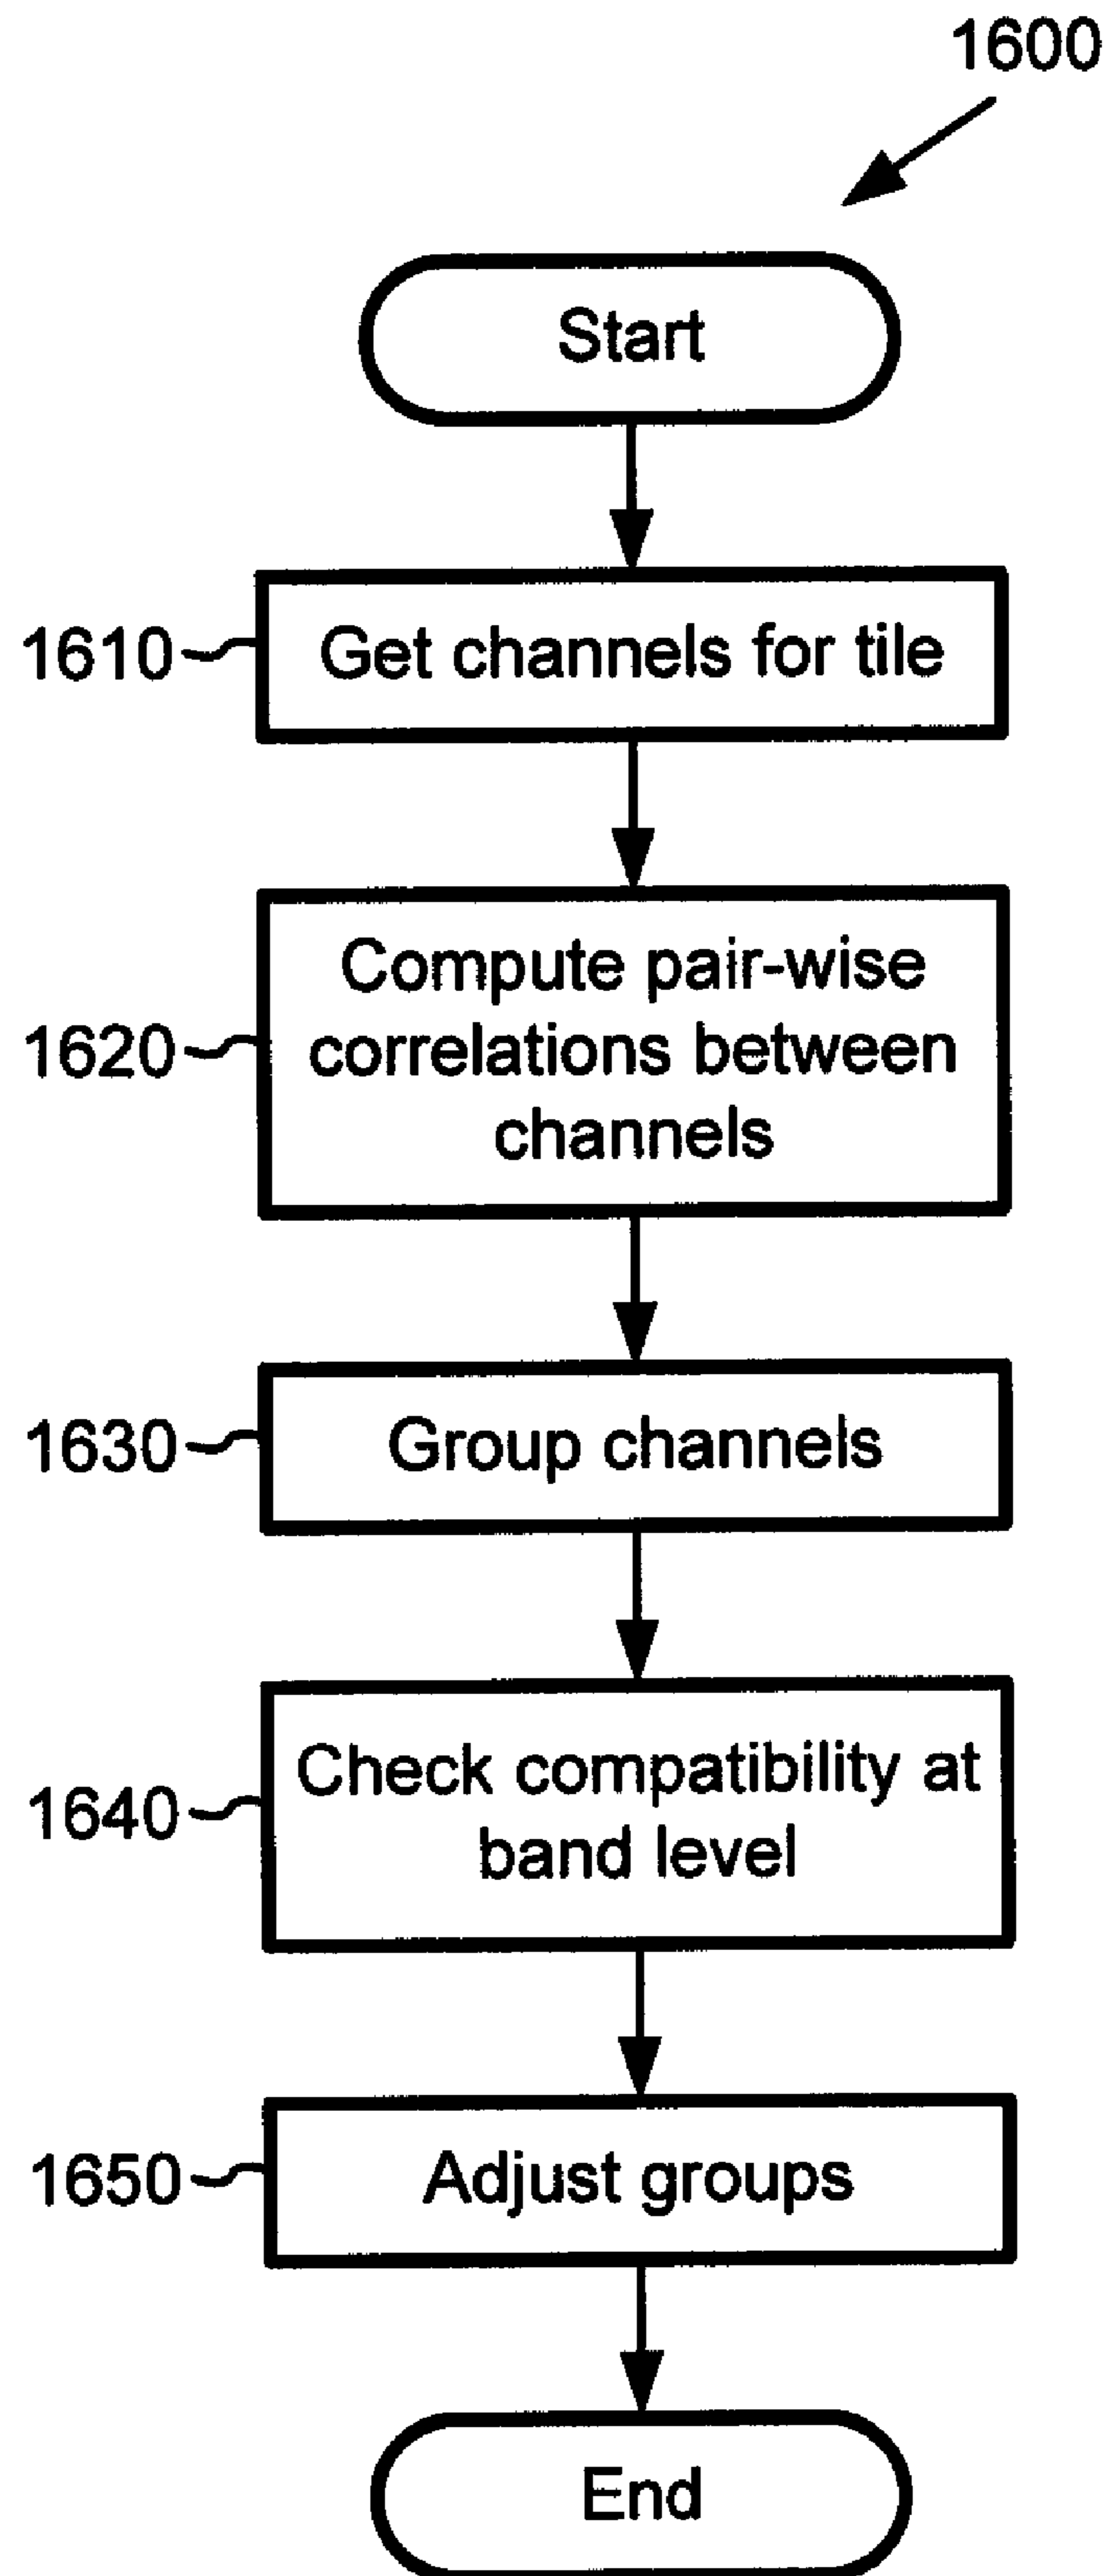 1600
Start
1610
Get channels for tile
Compute pair-wise
1620
correlations between
channels
1630
Group channels
Check compatibility at
1640
band level
1650
Adjust groups
End